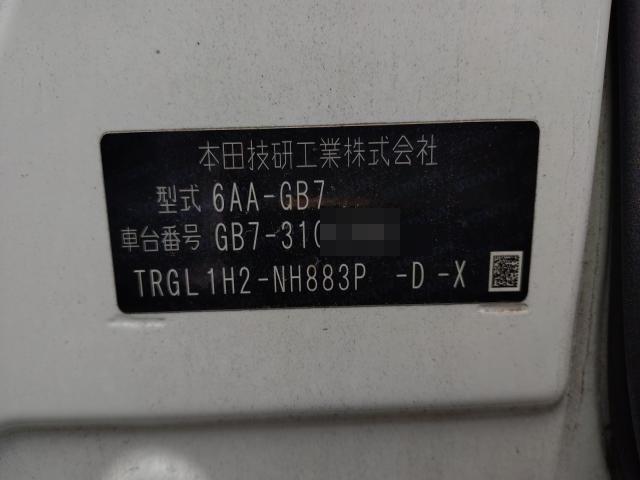 本田技研工業株式会社
型式 6AA-GB7
車台番号 GB7-310
TRGL1H2-NH883P -D -X